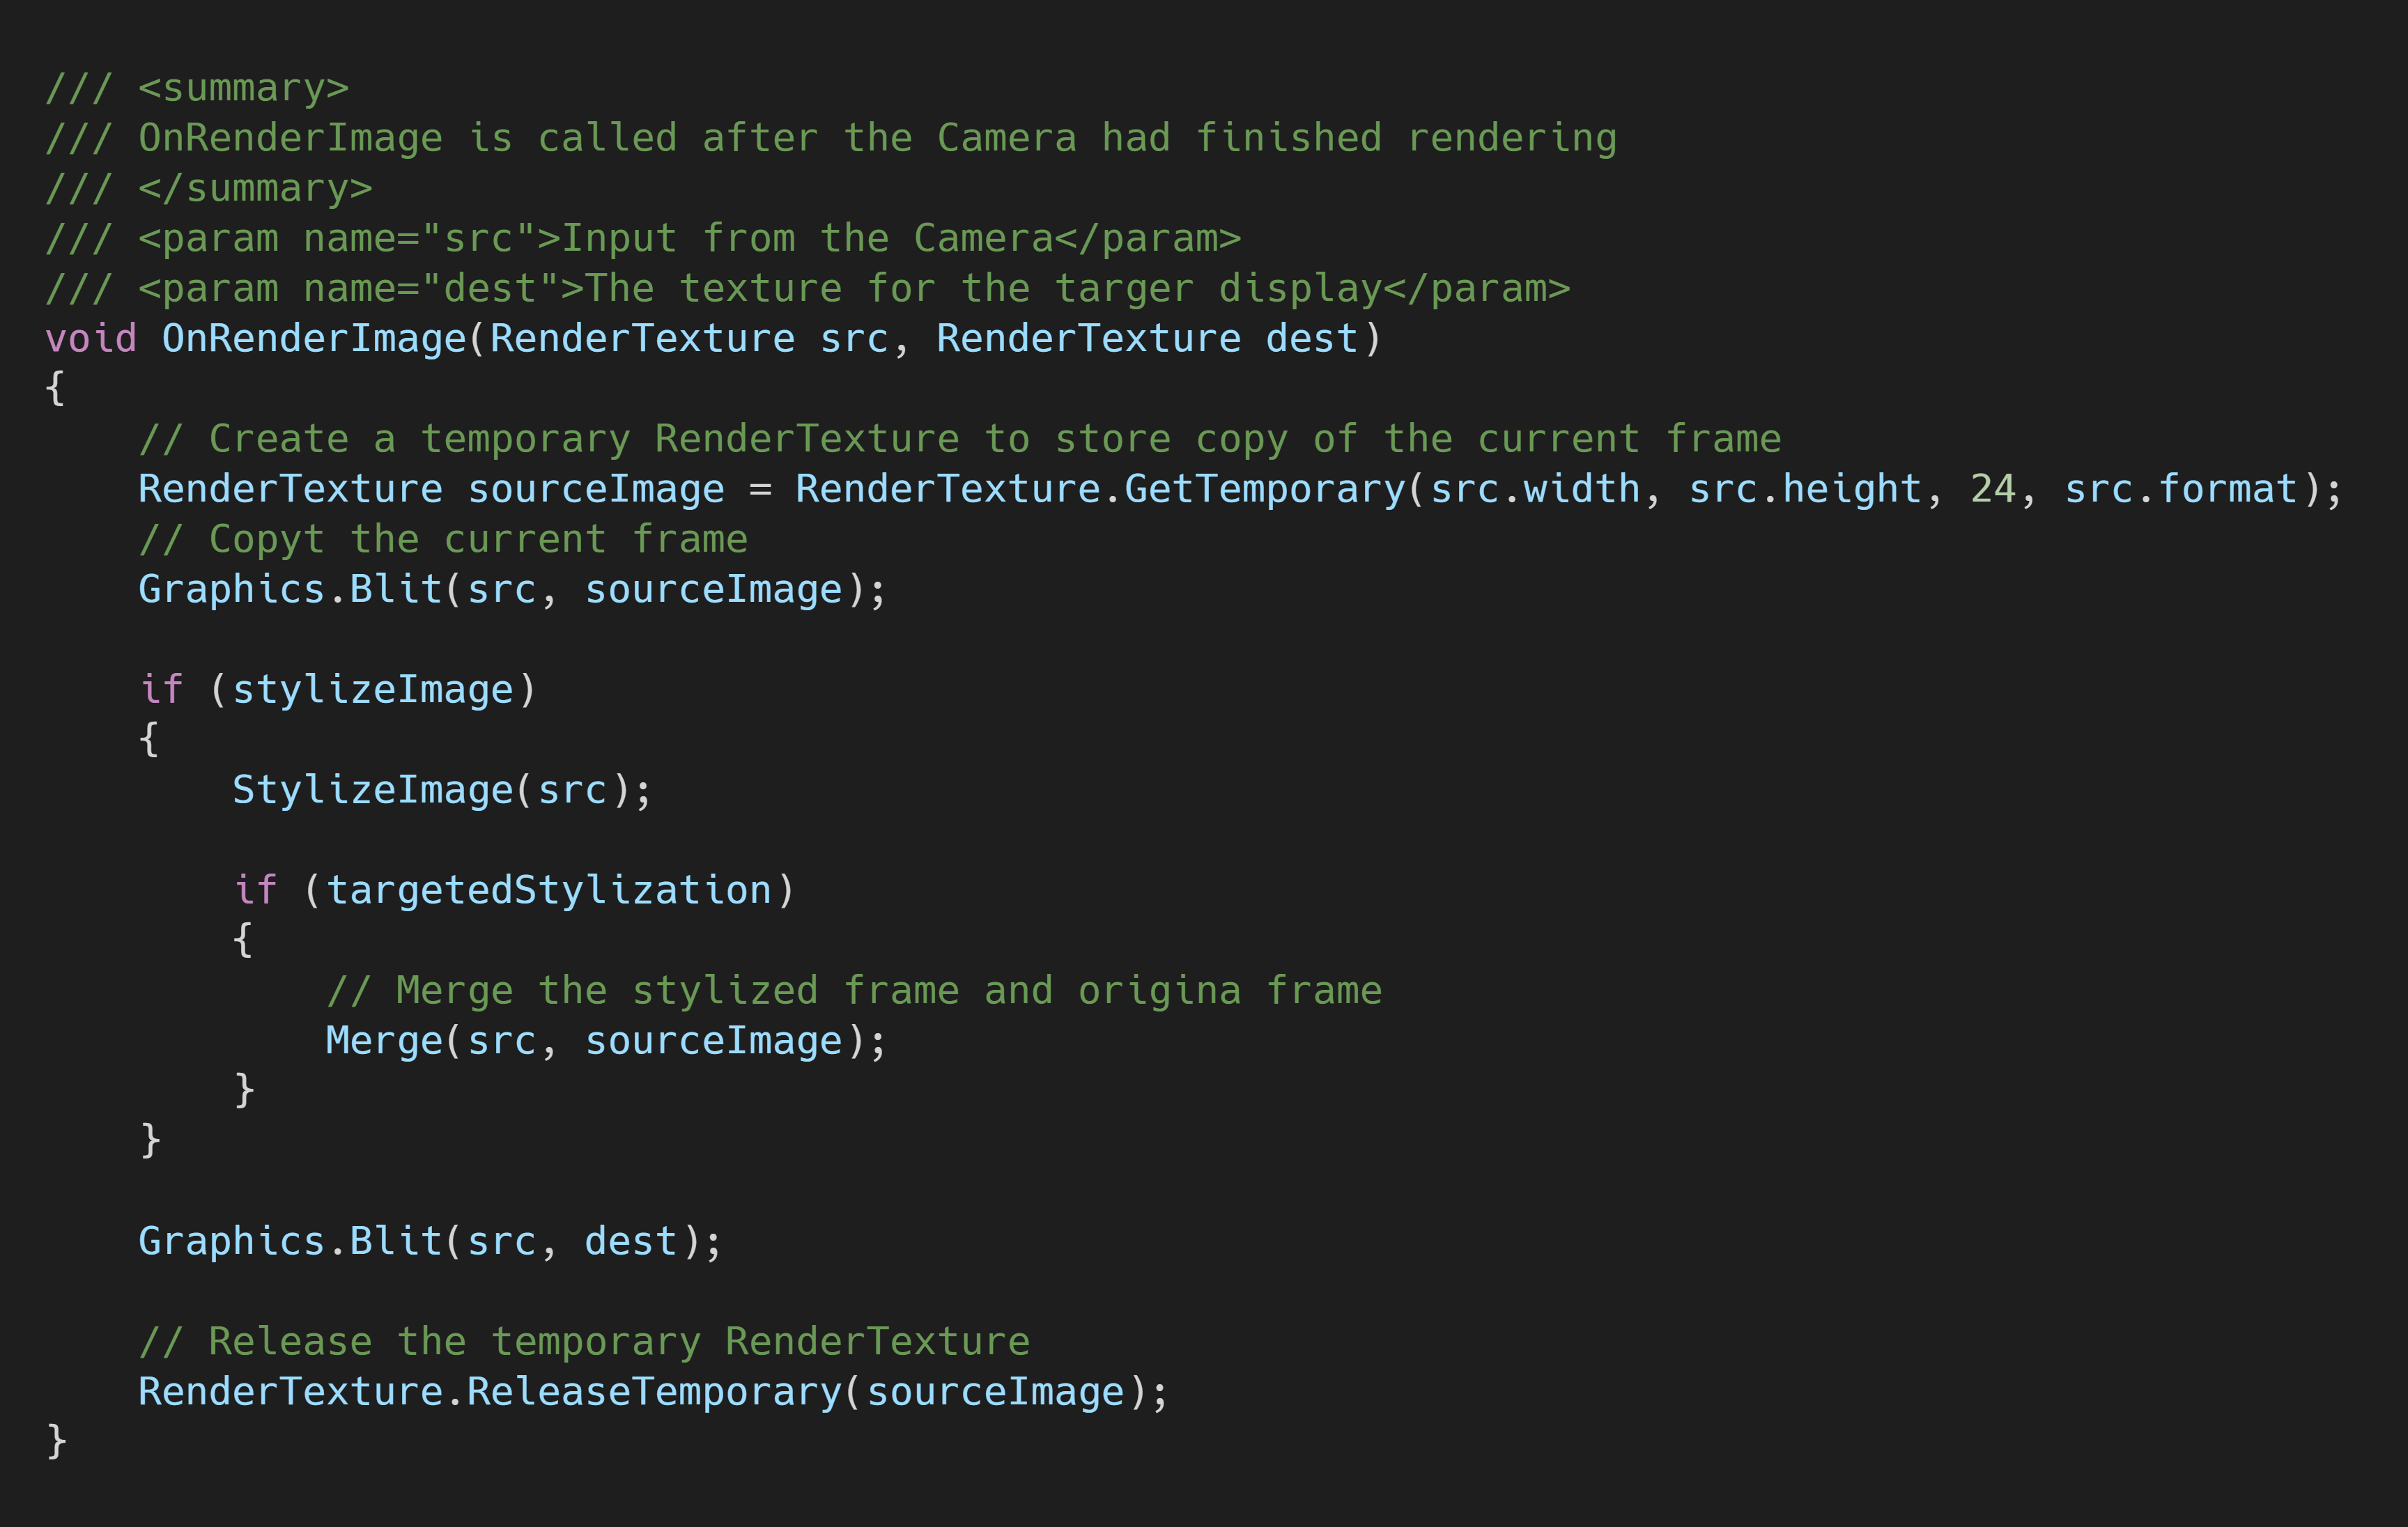 /// <summary>
/// OnRenderImage is called after the Camera had finished rendering
/// </summary>
/// <param name="src">Input from the Camera</param>
/// <param name="dest">The texture for the targer display</param>
void OnRenderImage(RenderTexture src, RenderTexture dest)
{
    // Create a temporary RenderTexture to store copy of the current frame
    RenderTexture sourceImage = RenderTexture.GetTemporary(src.width, src.height, 24, src.format);
    // Copyt the current frame
    Graphics.Blit(src, sourceImage);

    if (stylizeImage)
    {
        StylizeImage(src);

        if (targetedStylization)
        {
            // Merge the stylized frame and origina frame
            Merge(src, sourceImage);
        }
    }

    Graphics.Blit(src, dest);

    // Release the temporary RenderTexture
    RenderTexture.ReleaseTemporary(sourceImage);
}